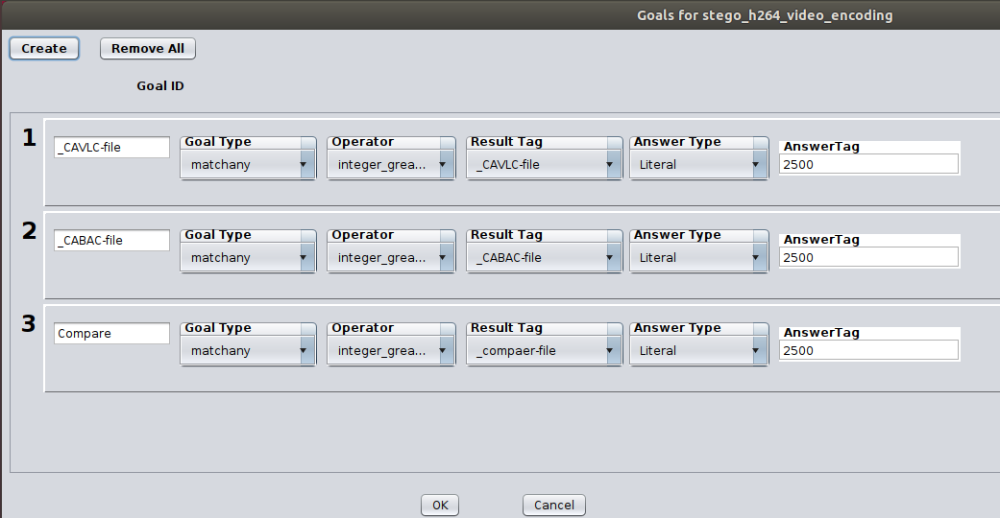 Goals for stego_h264_video_encoding
Create Remove All
Goal ID
1 _CAVLC-file Goal Type matchany Operator integer_grea... Result Tag _CAVLC-file Answer Type Literal AnswerTag 2500
2 _CABAC-file Goal Type matchany Operator integer_grea... Result Tag _CABAC-file Answer Type Literal AnswerTag 2500
3 Compare Goal Type matchany Operator integer_grea... Result Tag _compaer-file Answer Type Literal AnswerTag 2500
OK Cancel